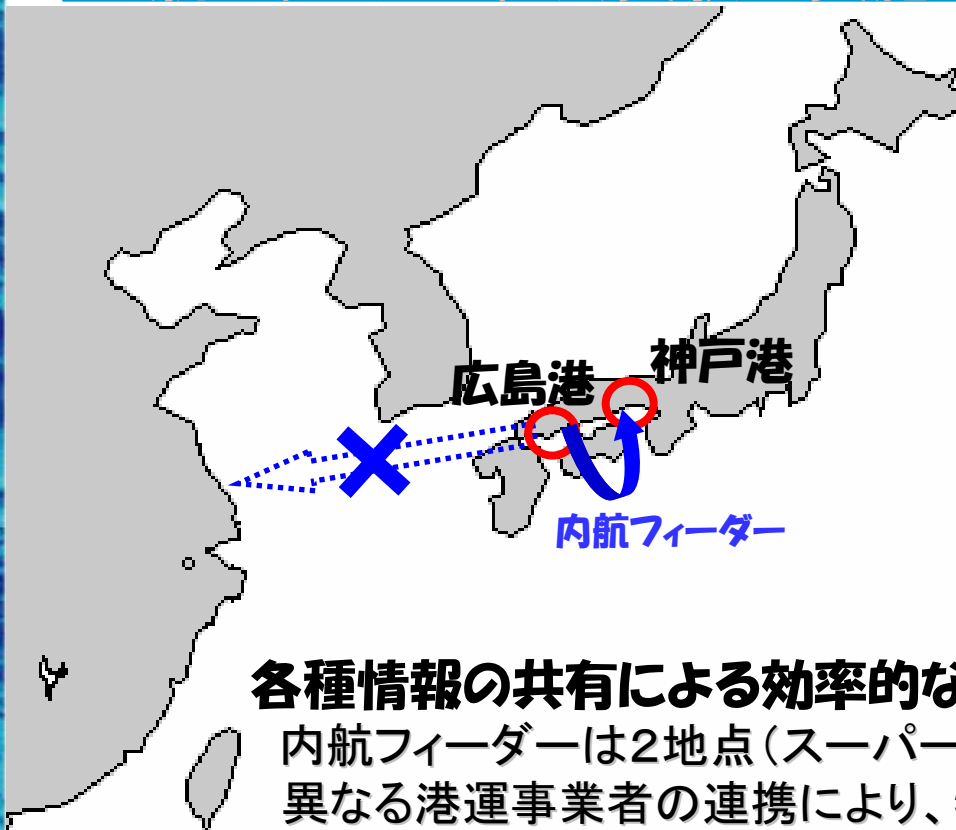 神戸港
広島港
内航フィーダー
各種情報の共有による効率的な
内航フィーダーは2地点(スーパー
異なる港運事業者の連携により、